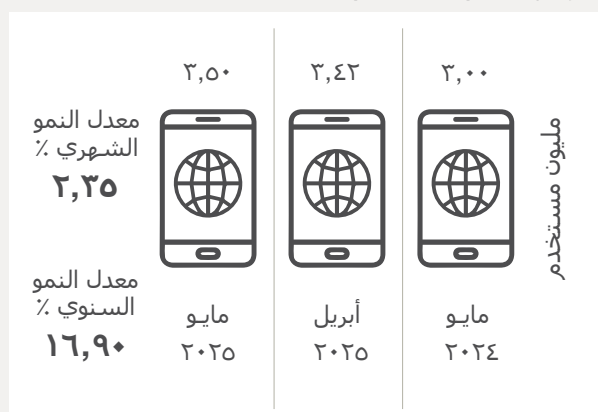 مليون مستخدم
٣,٠٠
مايو
٢٠٢٤
٣,٤٢
أبريل
٢٠٢٥
٣,٥٠
مايو
٢٠٢٥
معدل النمو
الشهري ٪
٢,٣٥
معدل النمو
السنوي ٪
١٦,٩٠